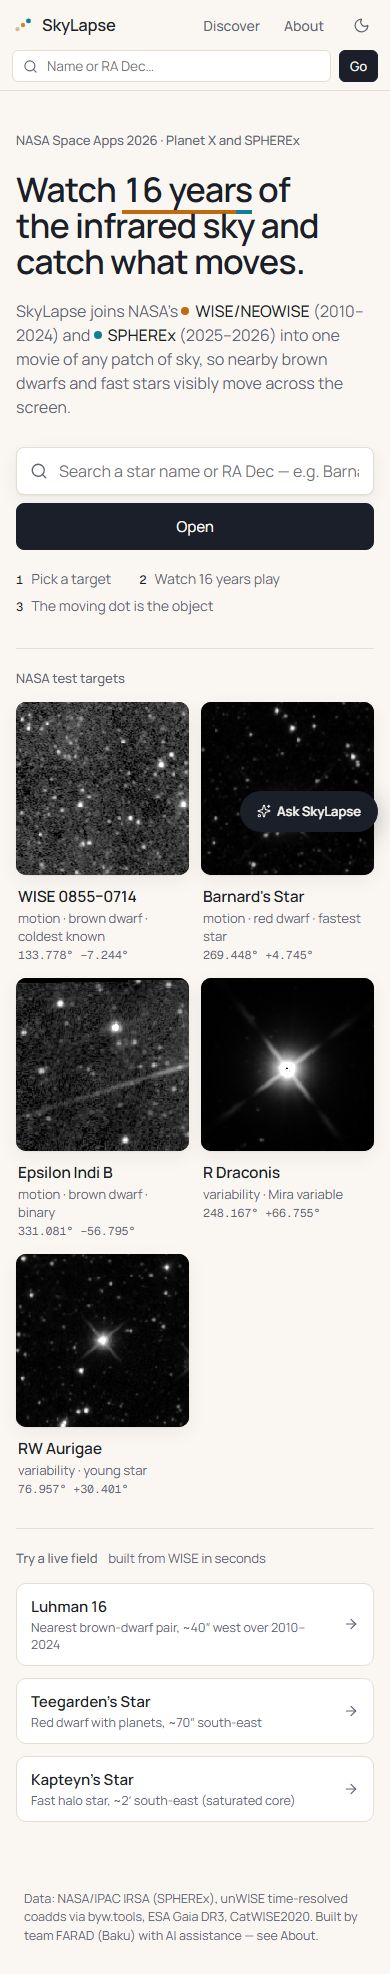 SkyLapse
Discover
About
Name or RA Dec...
Go
NASA Space Apps 2026 · Planet X and SPHEREx
Watch 16 years of
the infrared sky and
catch what moves.
SkyLapse joins NASA's WISE/NEOWISE (2010–
2024) and SPHEREx (2025–2026) into one
movie of any patch of sky, so nearby brown
dwarfs and fast stars visibly move across the
screen.
Search a star name or RA Dec — e.g. Barna
Open
1 Pick a target
2 Watch 16 years play
3 The moving dot is the object
NASA test targets
Ask SkyLapse
WISE 0855−0714
motion · brown dwarf ·
coldest known
133.778° −7.244°
Barnard's Star
motion · red dwarf · fastest
star
269.448° +4.745°
Epsilon Indi B
motion · brown dwarf ·
binary
331.081° −56.795°
R Draconis
variability · Mira variable
248.167° +66.755°
RW Aurigae
variability · young star
76.957° +30.401°
Try a live field built from WISE in seconds
Luhman 16
Nearest brown-dwarf pair, ~40″ west over 2010–
2024
Teegarden's Star
Red dwarf with planets, ~70″ south-east
Kapteyn's Star
Fast halo star, ~2′ south-east (saturated core)
Data: NASA/IPAC IRSA (SPHEREx), unWISE time-resolved
coadds via byw.tools, ESA Gaia DR3, CatWISE2020. Built by
team FARAD (Baku) with AI assistance — see About.